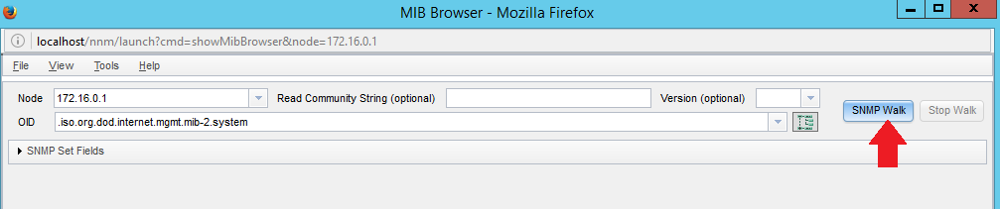 MIB Browser - Mozilla Firefox
localhost/nnm/launch?cmd=showMibBrowser&node=172.16.0.1
File View Tools Help
Node 172.16.0.1 Read Community String (optional) Version (optional) SNMP Walk Stop Walk
OID .iso.org.dod.internet.mgmt.mib-2.system
SNMP Set Fields